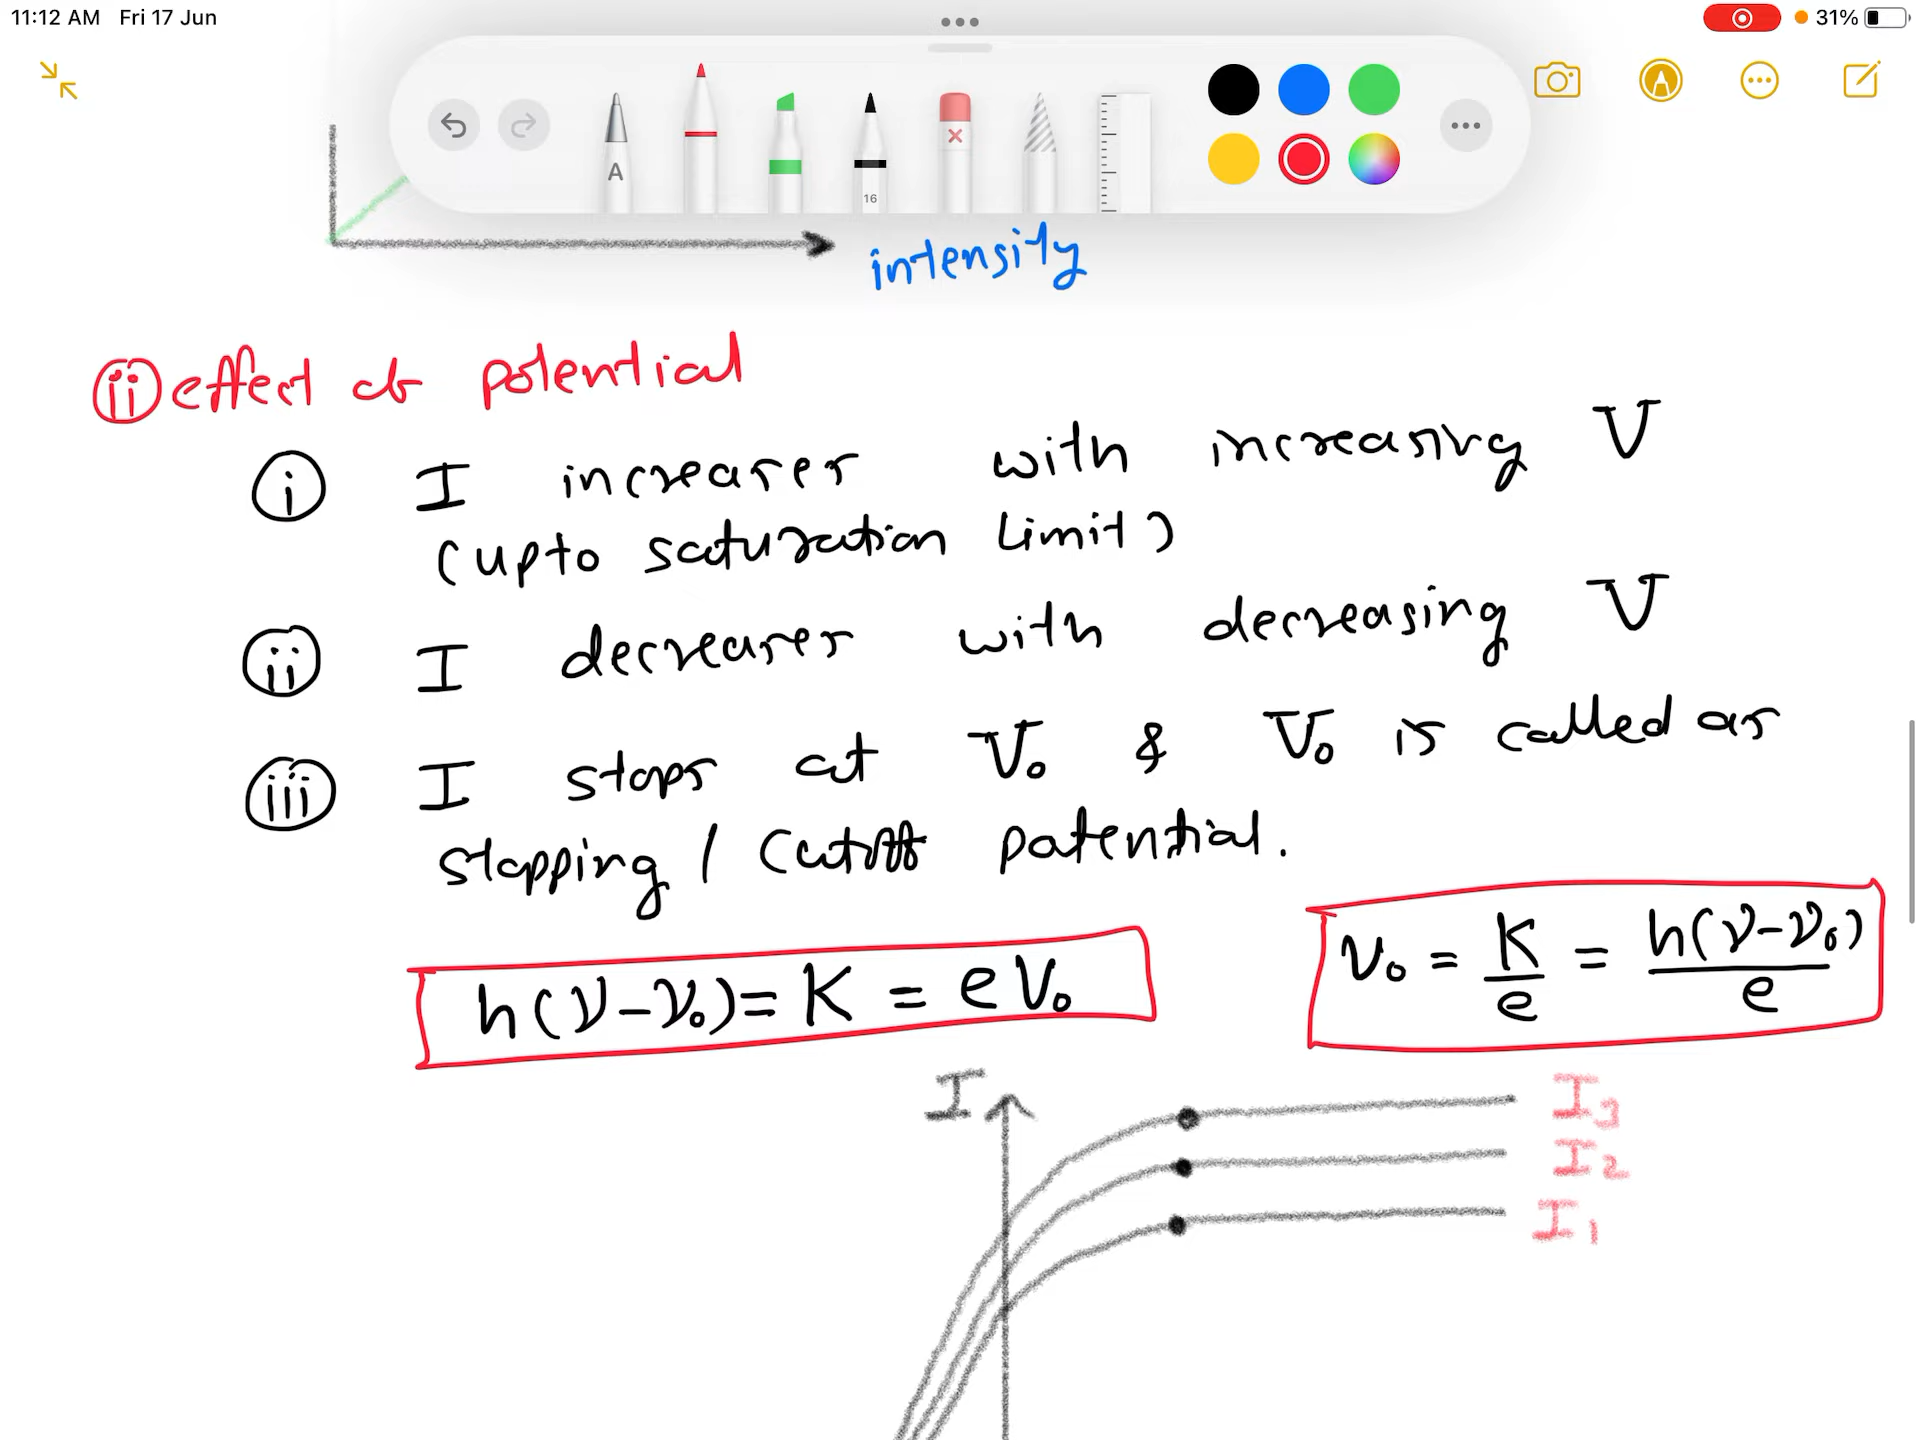 11:12 AM Fri 17 Jun
31%
A
16
intensity
ii effect of potential
i I increases with increasing V
(upto saturation limit)
ii I decreases with decreasing V
iii I stops at V₀ & V₀ is called as
stopping / cutoff potential.
h(ν-ν₀) = K = eV₀
V₀ = K/e = h(ν-ν₀)/e
I
I₃
I₂
I₁